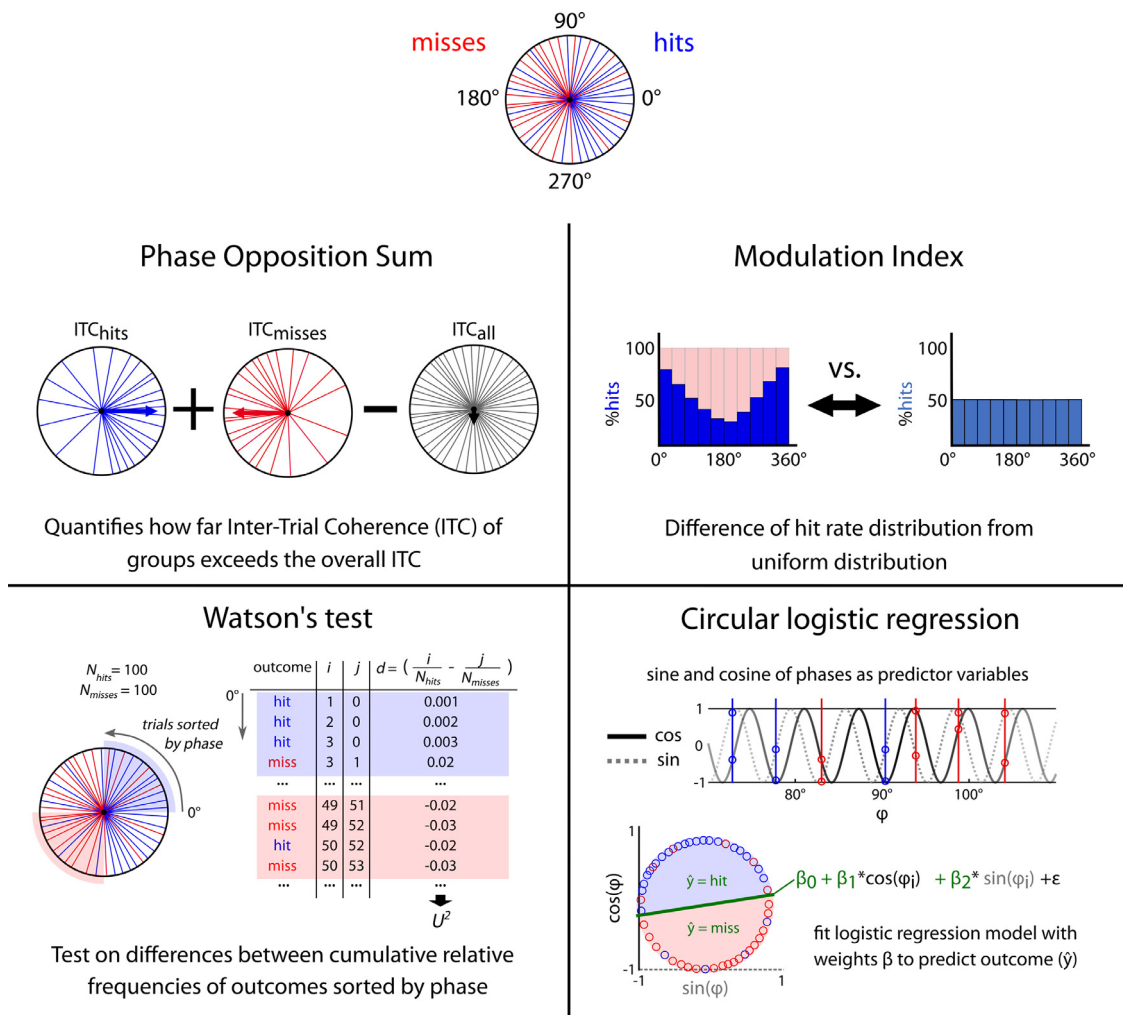 misses
90°
hits
180°
0°
270°
Phase Opposition Sum
ITChits
ITCmisses
ITCall
Quantifies how far Inter-Trial Coherence (ITC) of
groups exceeds the overall ITC
Modulation Index
100
50
%hits
0°
180°
360°
vs.
100
50
%hits
0°
180°
360°
Difference of hit rate distribution from
uniform distribution
Watson's test
Nhits = 100
Nmisses = 100
0°
trials sorted
by phase
0°
outcome i j d = ( i/Nhits - j/Nmisses )
hit 1 0 0.001
hit 2 0 0.002
hit 3 0 0.003
miss 3 1 0.02
... ... ... ...
miss 49 51 -0.02
miss 49 52 -0.03
hit 50 52 -0.02
miss 50 53 -0.03
... ... ... ...
U²
Test on differences between cumulative relative
frequencies of outcomes sorted by phase
Circular logistic regression
sine and cosine of phases as predictor variables
cos
sin
1
0
-1
80°
90°
100°
φ
1
cos(φ)
-1
ŷ = hit
ŷ = miss
-1
sin(φ)
1
β0 + β1*cos(φi) + β2* sin(φi) +ε
fit logistic regression model with
weights β to predict outcome (ŷ)